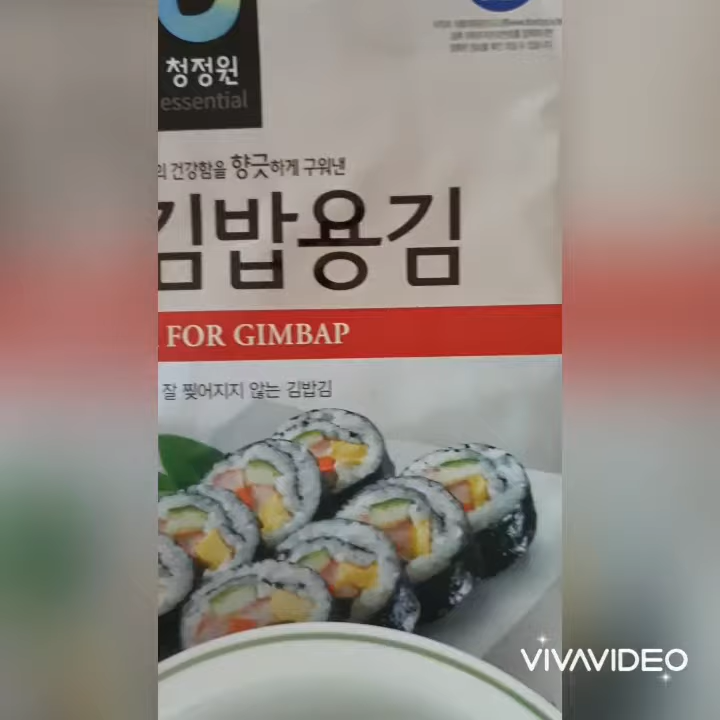 청정원
essential
의 건강함을 향긋하게 구워낸
김밥용김
FOR GIMBAP
잘 찢어지지 않는 김밥김
VIVAVIDEO